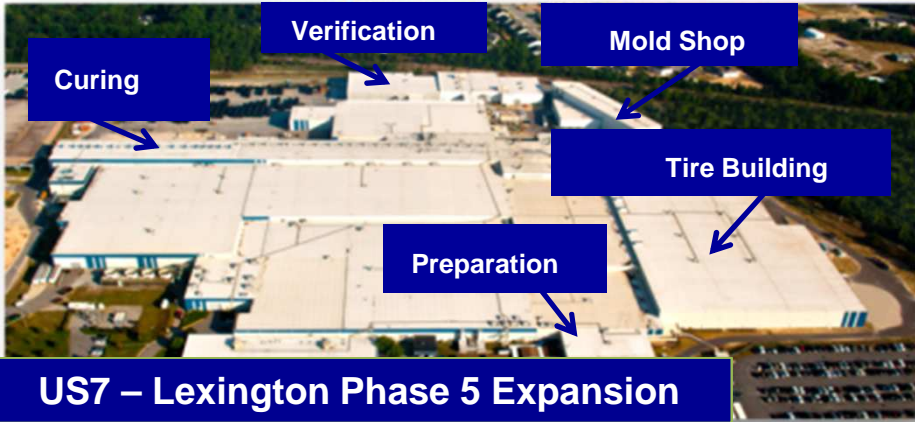 Verification
Mold Shop
Curing
Tire Building
Preparation
US7 – Lexington Phase 5 Expansion